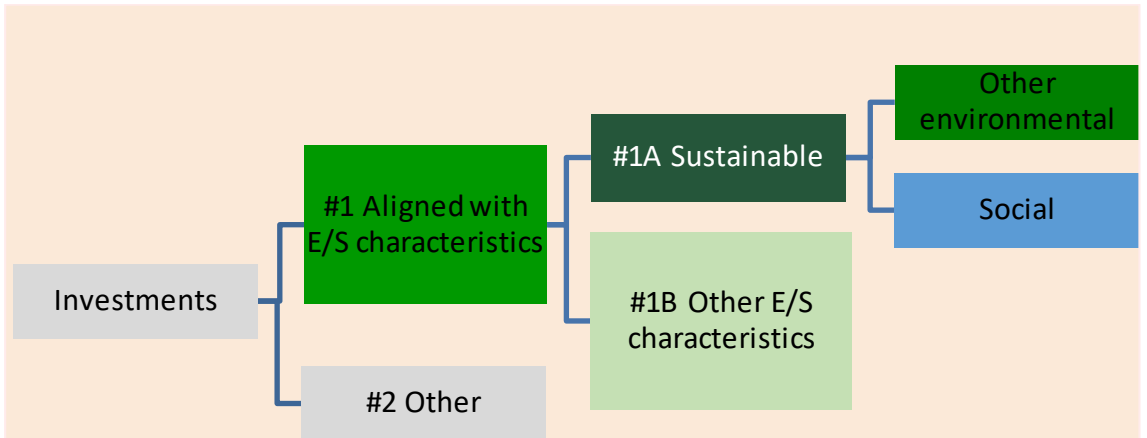 Other
environmental
#1A Sustainable
#1 Aligned with
E/S characteristics
Social
Investments
#1B Other E/S
characteristics
#2 Other